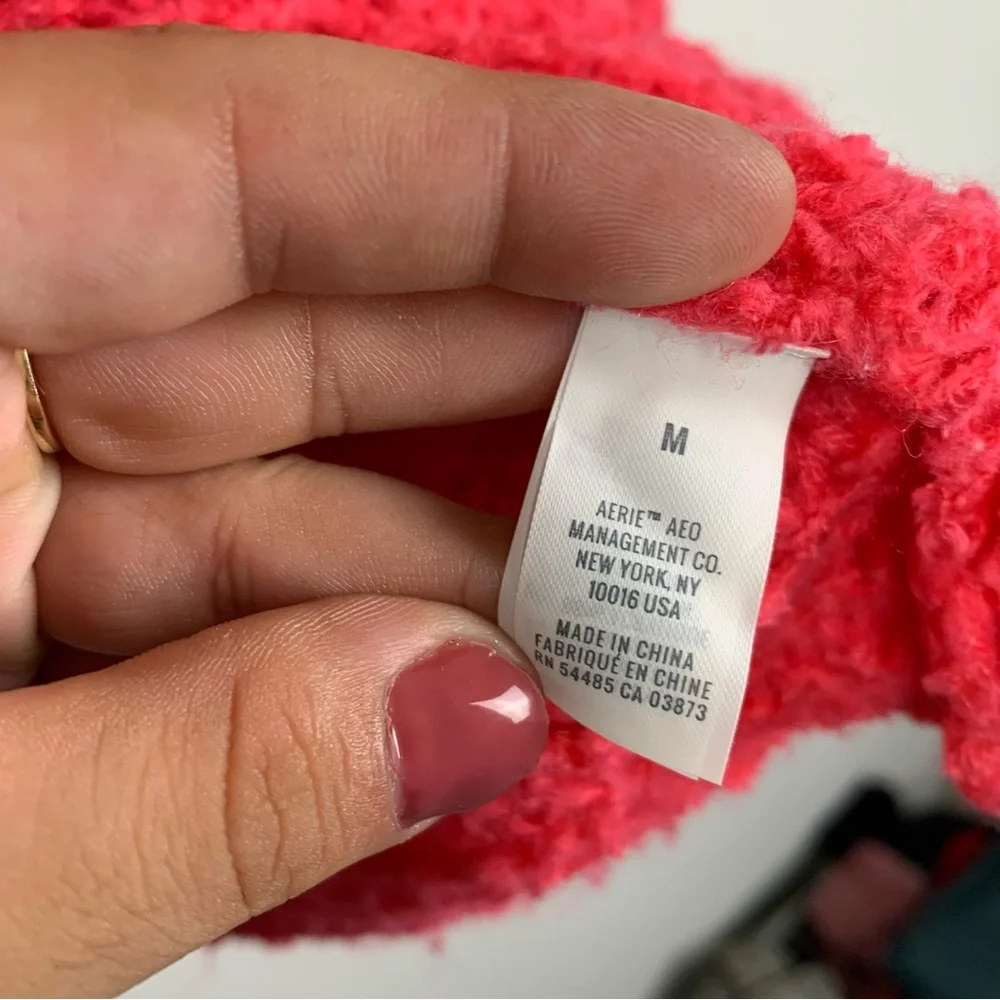 M
AERIE™ AEO
MANAGEMENT CO.
NEW YORK, NY
10016 USA
MADE IN CHINA
FABRIQUÉ EN CHINE
RN 54485 CA 03873